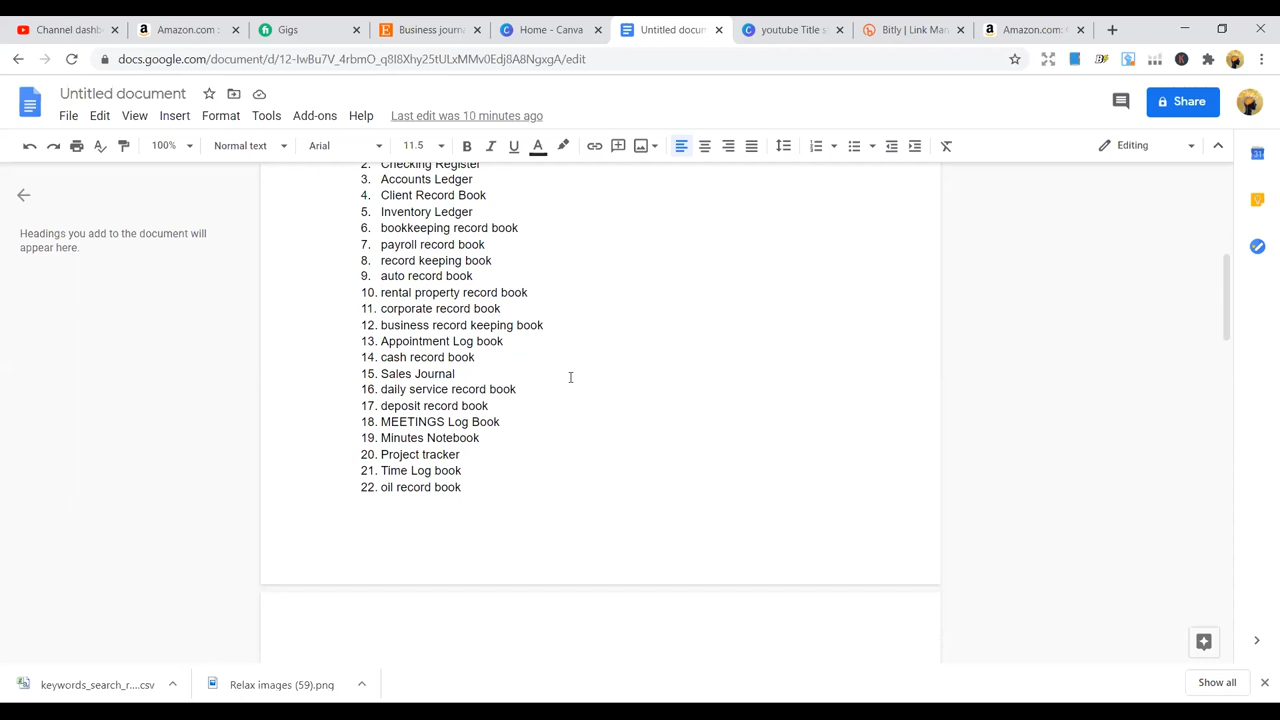 Channel dashb
Amazon.com :
Gigs
Business journa
Home - Canva
Untitled docum
youtube Title s
Bitly | Link Man
Amazon.com: C
docs.google.com/document/d/12-IwBu7V_4rbmO_q8I8Xhy2tULxMMV0Edj8A8NgxgA/edit
Untitled document
File Edit View Insert Format Tools Add-ons Help Last edit was 10 minutes ago
Share
100% Normal text Arial 11.5 B I U A Editing
Headings you add to the document will
appear here.
2. Checking Register
3. Accounts Ledger
4. Client Record Book
5. Inventory Ledger
6. bookkeeping record book
7. payroll record book
8. record keeping book
9. auto record book
10. rental property record book
11. corporate record book
12. business record keeping book
13. Appointment Log book
14. cash record book
15. Sales Journal
16. daily service record book
17. deposit record book
18. MEETINGS Log Book
19. Minutes Notebook
20. Project tracker
21. Time Log book
22. oil record book
keywords_search_r....csv
Relax images (59).png
Show all